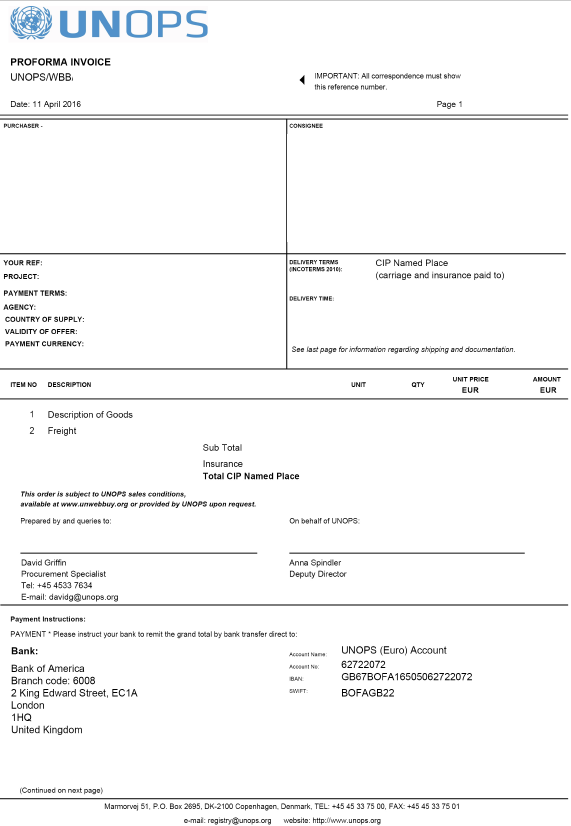 UNOPS
PROFORMA INVOICE
UNOPS/WBB
IMPORTANT: All correspondence must show
this reference number.
Date: 11 April 2016
Page 1
PURCHASER -
CONSIGNEE
YOUR REF:
PROJECT:
PAYMENT TERMS:
AGENCY:
COUNTRY OF SUPPLY:
VALIDITY OF OFFER:
PAYMENT CURRENCY:
DELIVERY TERMS
(INCOTERMS 2010):
CIP Named Place
(carriage and insurance paid to)
DELIVERY TIME:
See last page for information regarding shipping and documentation.
ITEM NO DESCRIPTION UNIT QTY UNIT PRICE EUR AMOUNT EUR
1 Description of Goods
2 Freight
Sub Total
Insurance
Total CIP Named Place
This order is subject to UNOPS sales conditions,
available at www.unwebbuy.org or provided by UNOPS upon request.
Prepared by and queries to:
On behalf of UNOPS:
David Griffin
Procurement Specialist
Tel: +45 4533 7634
E-mail: davidg@unops.org
Anna Spindler
Deputy Director
Payment Instructions:
PAYMENT * Please instruct your bank to remit the grand total by bank transfer direct to:
Bank:
Bank of America
Branch code: 6008
2 King Edward Street, EC1A
London
1HQ
United Kingdom
Account Name: UNOPS (Euro) Account
Account No: 62722072
IBAN: GB67BOFA16505062722072
SWIFT: BOFAGB22
(Continued on next page)
Marmorvej 51, P.O. Box 2695, DK-2100 Copenhagen, Denmark, TEL: +45 45 33 75 00, FAX: +45 45 33 75 01
e-mail: registry@unops.org website: http://www.unops.org